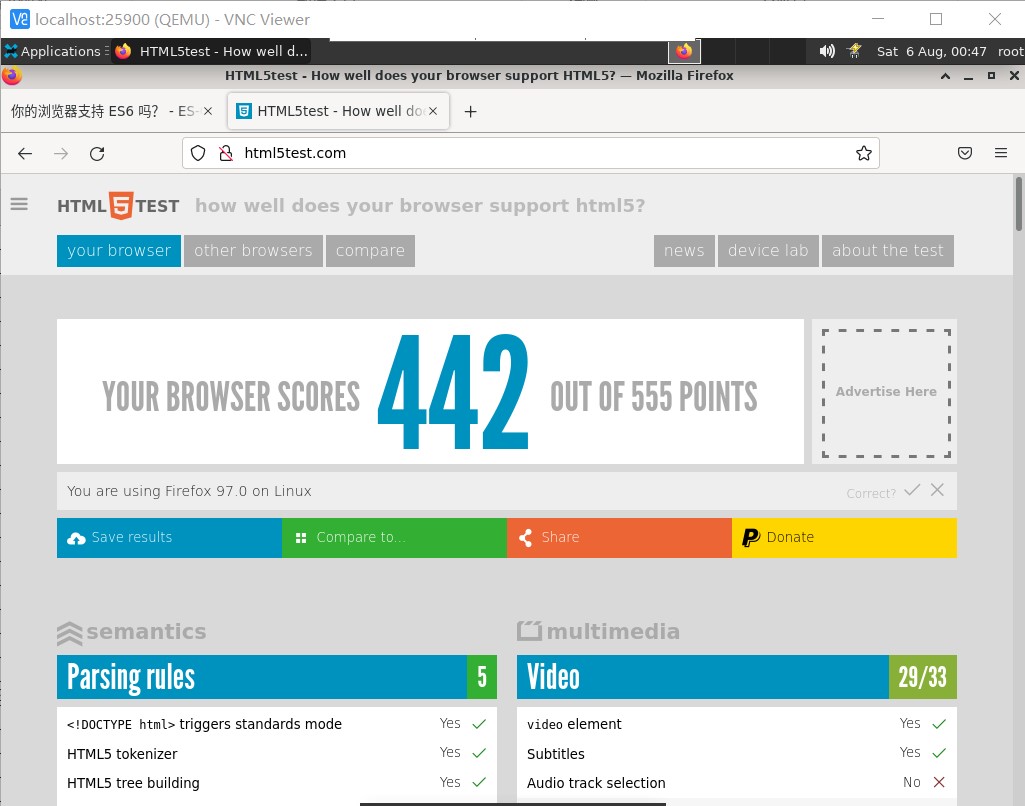 localhost:25900 (QEMU) - VNC Viewer
Applications
HTML5test - How well d...
Sat 6 Aug, 00:47 root
HTML5test - How well does your browser support HTML5? — Mozilla Firefox
你的浏览器支持 ES6 吗? - ES-
HTML5test - How well do
html5test.com
HTML 5 TEST how well does your browser support html5?
your browser other browsers compare news device lab about the test
YOUR BROWSER SCORES 442 OUT OF 555 POINTS
Advertise Here
You are using Firefox 97.0 on Linux
Correct?
Save results Compare to... Share Donate
semantics
multimedia
Parsing rules 5
Video 29/33
<!DOCTYPE html> triggers standards mode Yes
video element Yes
HTML5 tokenizer Yes
Subtitles Yes
HTML5 tree building Yes
Audio track selection No